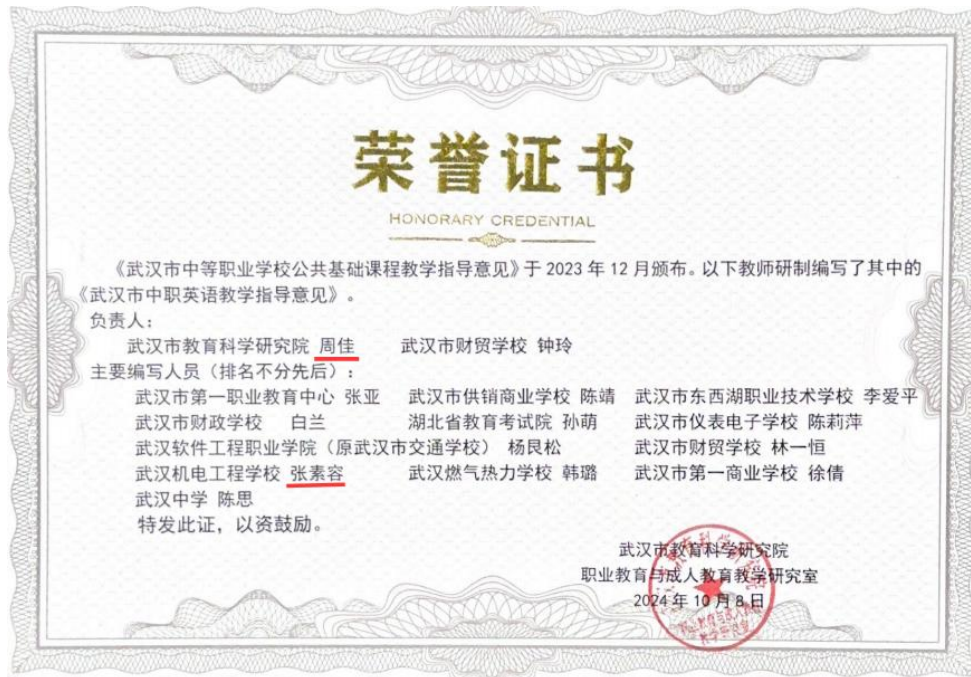 荣誉证书
HONORARY CREDENTIAL
《武汉市中等职业学校公共基础课程教学指导意见》于 2023 年 12 月颁布。以下教师研制编写了其中的
《武汉市中职英语教学指导意见》。
负责人：
武汉市教育科学研究院 周佳 武汉市财贸学校 钟玲
主要编写人员（排名不分先后）：
武汉市第一职业教育中心 张亚 武汉市供销商业学校 陈靖 武汉市东西湖职业技术学校 李爱平
武汉市财政学校 白兰 湖北省教育考试院 孙萌 武汉市仪表电子学校 陈莉萍
武汉软件工程职业学院（原武汉市交通学校） 杨艮松 武汉市财贸学校 林一恒
武汉机电工程学校 张素容 武汉燃气热力学校 韩璐 武汉市第一商业学校 徐倩
武汉中学 陈思
特发此证，以资鼓励。
武汉市教育科学研究院
职业教育与成人教育教学研究室
2024 年 10 月 8 日